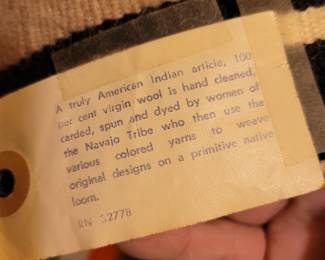 A truly American Indian article, 100
per cent virgin wool is hand cleaned,
carded, spun and dyed by women of
the Navajo Tribe who then use the
various colored yarns to weave
original designs on a primitive native
loom.
RN 32778